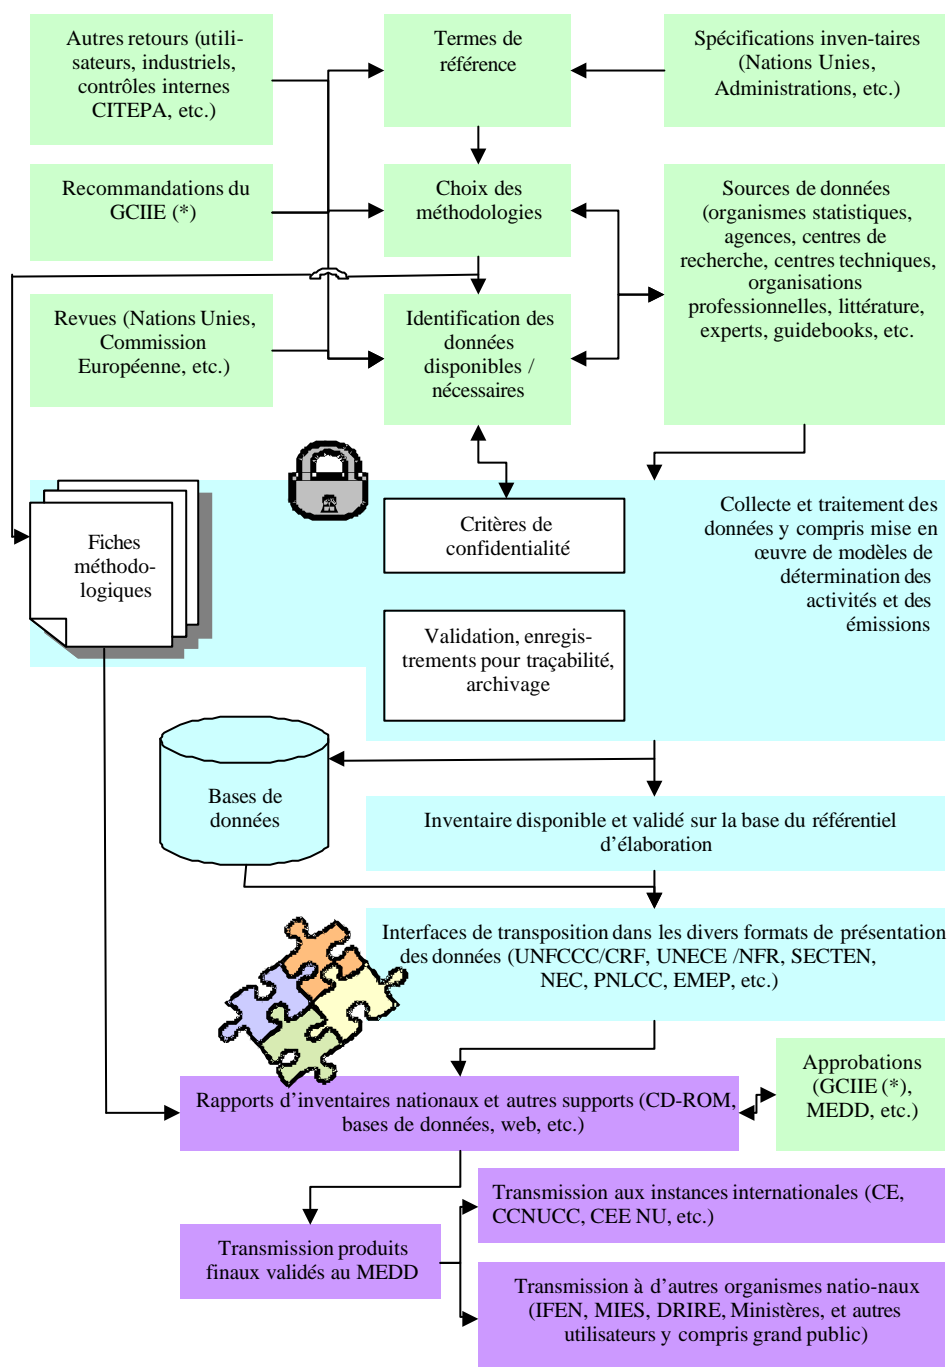 Autres retours (utili-
sateurs, industriels,
contrôles internes
CITEPA, etc.)
Termes de
référence
Spécifications inven-taires
(Nations Unies,
Administrations, etc.)
Recommandations du
GCIIE (*)
Choix des
méthodologies
Sources de données
(organismes statistiques,
agences, centres de
recherche, centres techniques,
organisations
professionnelles, littérature,
experts, guidebooks, etc.
Revues (Nations Unies,
Commission
Européenne, etc.)
Identification des
données
disponibles /
nécessaires
Fiches
méthodo-
logiques
Critères de
confidentialité
Collecte et traitement des
données y compris mise en
œuvre de modèles de
détermination des
activités et des
émissions
Validation, enregis-
trements pour traçabilité,
archivage
Bases de
données
Inventaire disponible et validé sur la base du référentiel
d’élaboration
Interfaces de transposition dans les divers formats de présentation
des données (UNFCCC/CRF, UNECE /NFR, SECTEN,
NEC, PNLCC, EMEP, etc.)
Approbations
(GCIIE (*),
MEDD, etc.)
Rapports d’inventaires nationaux et autres supports (CD-ROM,
bases de données, web, etc.)
Transmission aux instances internationales (CE,
CCNUCC, CEE NU, etc.)
Transmission produits
finaux validés au MEDD
Transmission à d’autres organismes natio-naux
(IFEN, MIES, DRIRE, Ministères, et autres
utilisateurs y compris grand public)